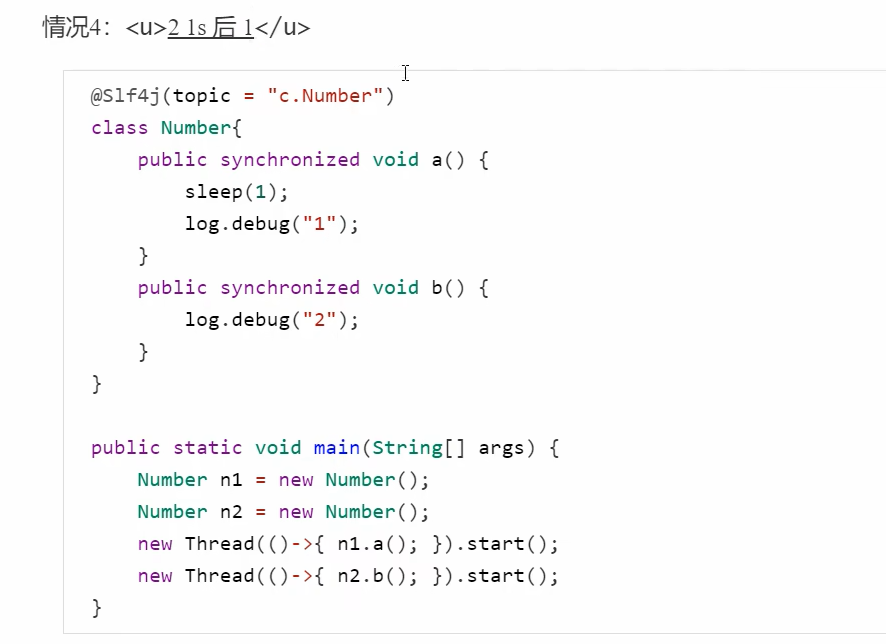 情况4：<u>2 1s 后 1</u>
@Slf4j(topic = "c.Number")
class Number{
    public synchronized void a() {
        sleep(1);
        log.debug("1");
    }
    public synchronized void b() {
        log.debug("2");
    }
}

public static void main(String[] args) {
    Number n1 = new Number();
    Number n2 = new Number();
    new Thread(()->{ n1.a(); }).start();
    new Thread(()->{ n2.b(); }).start();
}